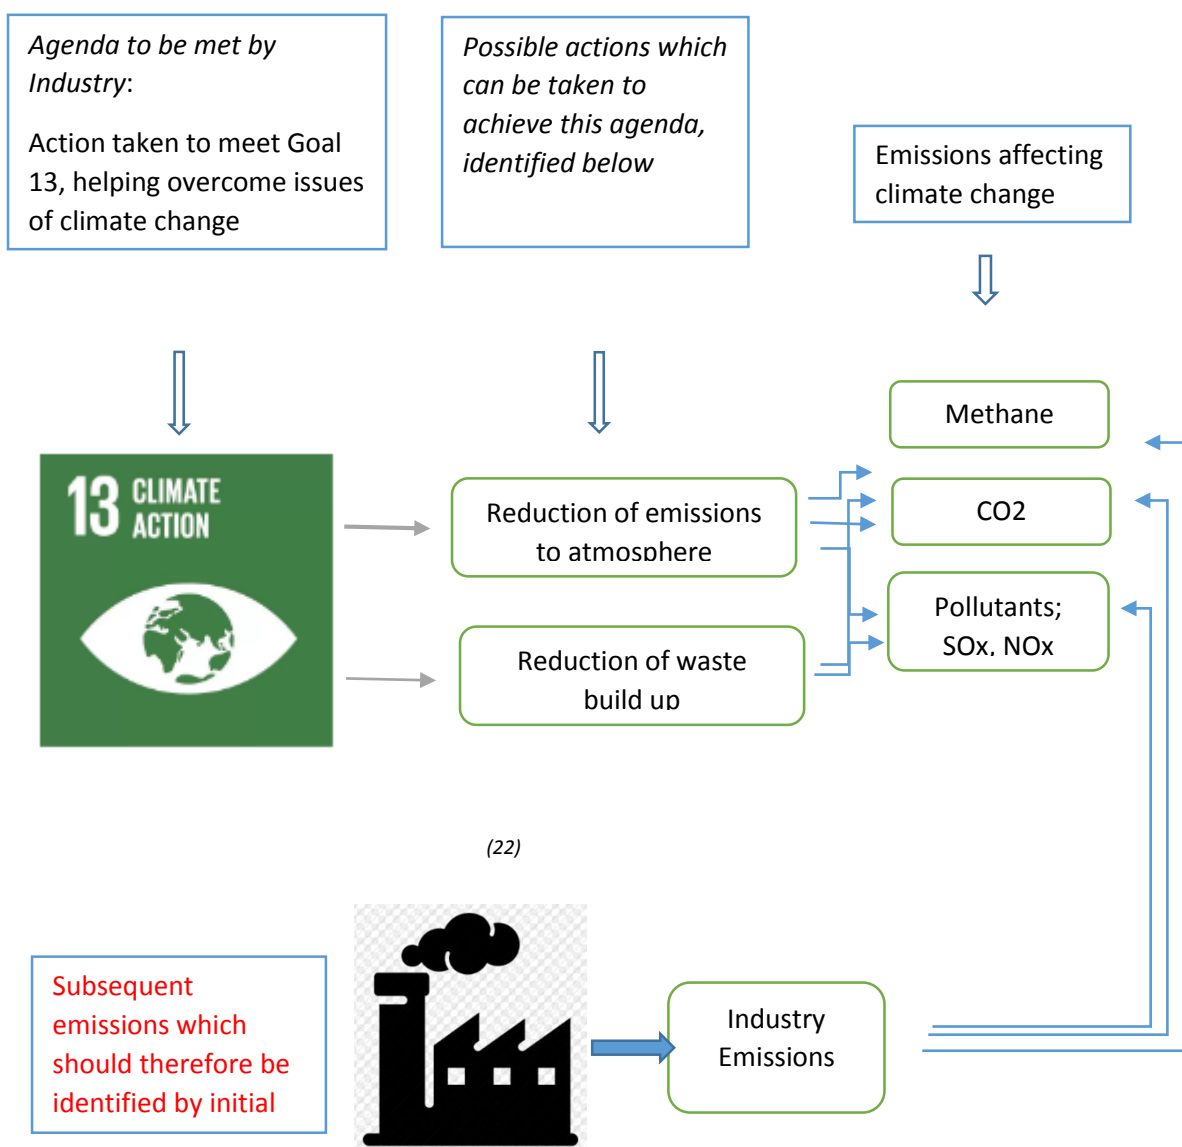 Agenda to be met by
Industry:
Action taken to meet Goal
13, helping overcome issues
of climate change
Possible actions which
can be taken to
achieve this agenda,
identified below
Emissions affecting
climate change
13 CLIMATE
ACTION
Reduction of emissions
to atmosphere
Reduction of waste
build up
Methane
CO2
Pollutants;
SOx, NOx
(22)
Subsequent
emissions which
should therefore be
identified by initial
Industry
Emissions